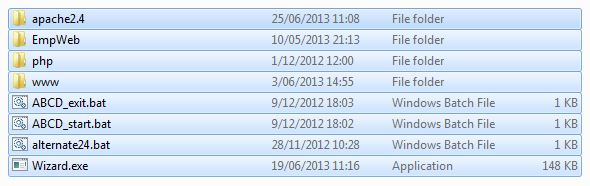 apache2.4 25/06/2013 11:08 File folder
EmpWeb 10/05/2013 21:13 File folder
php 1/12/2012 12:00 File folder
www 3/06/2013 14:55 File folder
ABCD_exit.bat 9/12/2012 18:03 Windows Batch File 1 KB
ABCD_start.bat 9/12/2012 18:02 Windows Batch File 1 KB
alternate24.bat 28/11/2012 10:28 Windows Batch File 1 KB
Wizard.exe 19/06/2013 11:16 Application 148 KB